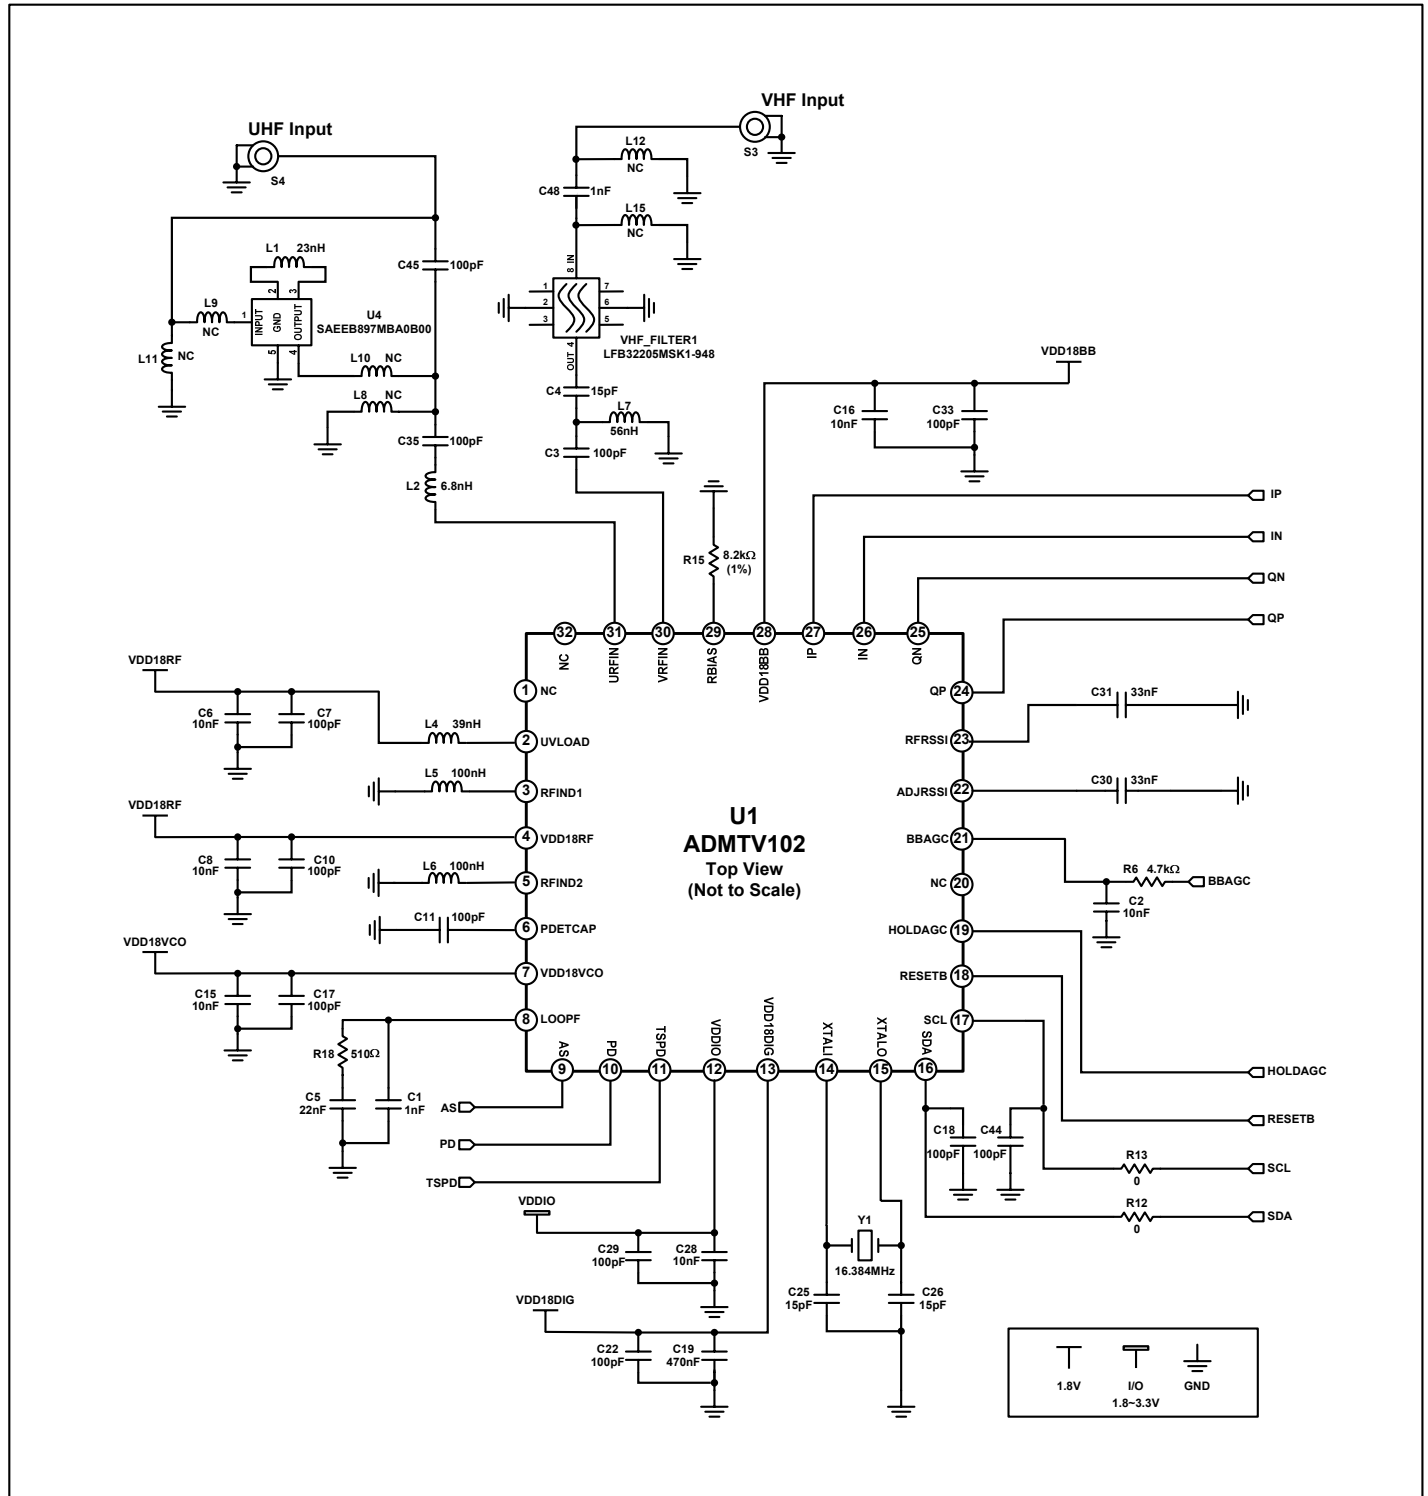 VHF Input
UHF Input
S3
S4
L12
NC
C48 1nF
L15
NC
L1 23nH
C45 100pF
8 IN
1
2
3
7
6
5
OUT 4
VHF_FILTER1
LFB32205MSK1-948
L9
NC
1
2
3
INPUT
GND
OUTPUT
5
4
U4
SAEEB897MBA0B00
L11 NC
L10 NC
L8 NC
C35 100pF
L2 6.8nH
C4 15pF
L7
56nH
C3 100pF
VDD18BB
C16
10nF
C33
100pF
R15 8.2kΩ
(1%)
IP
IN
QN
QP
32
31
30
29
28
27
26
25
NC
URFIN
VRFIN
RBIAS
VDD18BB
IP
IN
QN
VDD18RF
C6
10nF
C7
100pF
L4 39nH
1 NC
2 UVLOAD
L5 100nH
3 RFIND1
VDD18RF
C8
10nF
C10
100pF
4 VDD18RF
L6 100nH
5 RFIND2
C11 100pF
6 PDETCAP
VDD18VCO
C15
10nF
C17
100pF
7 VDD18VCO
8 LOOPF
R18 510Ω
C5
22nF
C1
1nF
U1
ADMTV102
Top View
(Not to Scale)
QP 24
RFRSSI 23
C31 33nF
ADJRSSI 22
C30 33nF
BBAGC 21
R6 4.7kΩ
BBAGC
C2
10nF
NC 20
HOLDAGC 19
RESETB 18
SCL 17
AS
PD
TSPD
VDDIO
VDD18DIG
XTALI
XTALO
SDA
9
10
11
12
13
14
15
16
AS
PD
TSPD
HOLDAGC
RESETB
C18
100pF
C44
100pF
R13
0
SCL
R12
0
SDA
VDDIO
C29
100pF
C28
10nF
Y1
16.384MHz
C25
15pF
C26
15pF
VDD18DIG
C22
100pF
C19
470nF
1.8V
I/O
1.8~3.3V
GND